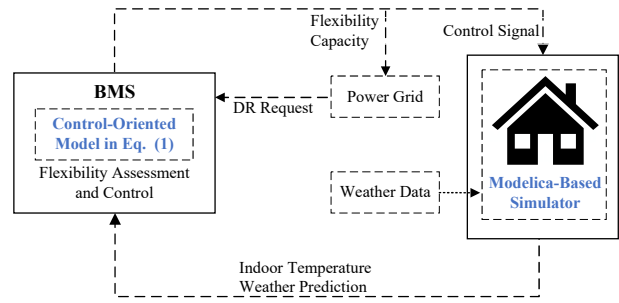 Flexibility
Capacity
Control Signal
BMS
Control-Oriented
Model in Eq. (1)
Flexibility Assessment
and Control
DR Request
Power Grid
Weather Data
Modelica-Based
Simulator
Indoor Temperature
Weather Prediction